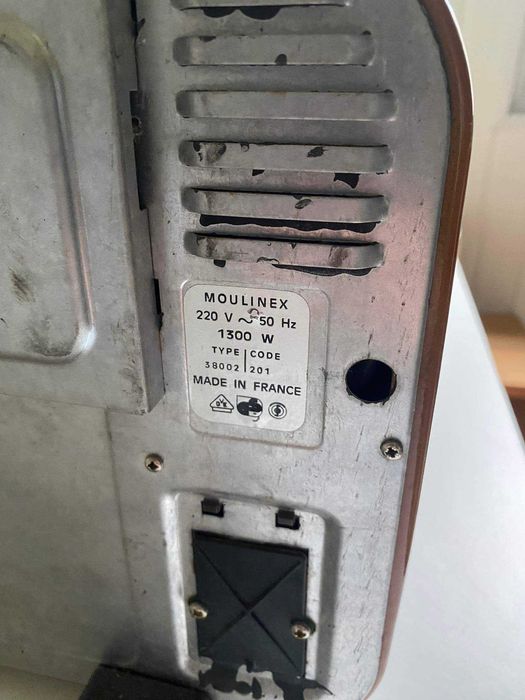 MOULINEX
220 V ~ 50 Hz
1300 W
TYPE | CODE
38002 | 201
MADE IN FRANCE